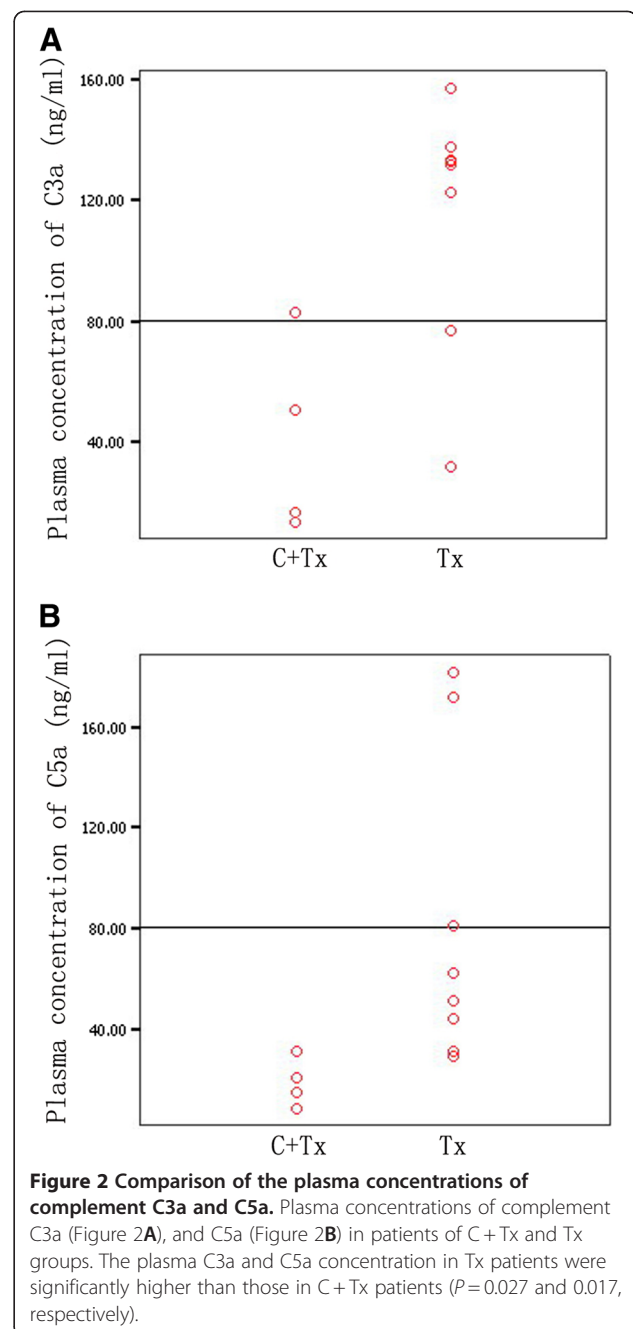 A
Plasma concentration of C3a (ng/ml)
160.00
120.00
80.00
40.00
C+Tx Tx
B
Plasma concentration of C5a (ng/ml)
160.00
120.00
80.00
40.00
C+Tx Tx
Figure 2 Comparison of the plasma concentrations of
complement C3a and C5a. Plasma concentrations of complement
C3a (Figure 2A), and C5a (Figure 2B) in patients of C + Tx and Tx
groups. The plasma C3a and C5a concentration in Tx patients were
significantly higher than those in C + Tx patients (P = 0.027 and 0.017,
respectively).